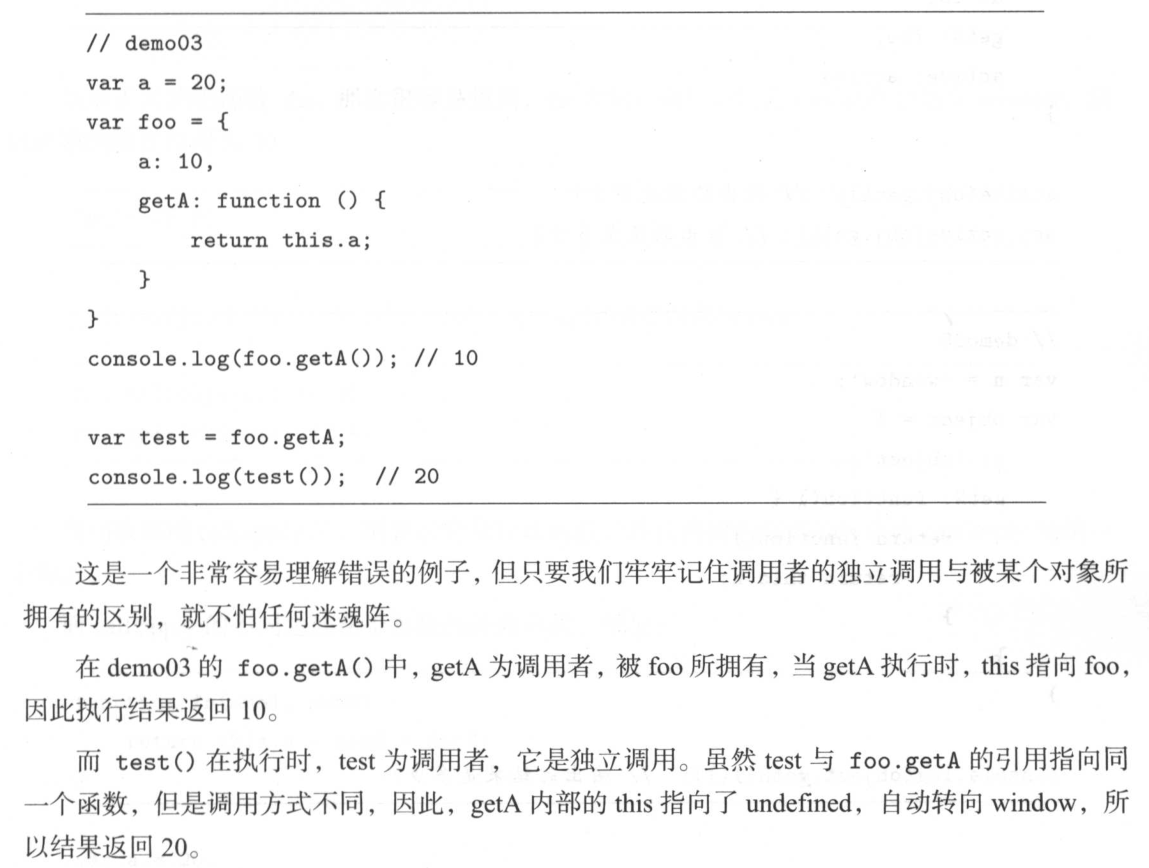 // demo03
var a = 20;
var foo = {
    a: 10,
    getA: function () {
        return this.a;
    }
}
console.log(foo.getA()); // 10
var test = foo.getA;
console.log(test());  // 20
这是一个非常容易理解错误的例子，但只要我们牢牢记住调用者的独立调用与被某个对象所
拥有的区别，就不怕任何迷魂阵。
在 demo03 的 foo.getA() 中，getA 为调用者，被 foo 所拥有，当 getA 执行时，this 指向 foo，
因此执行结果返回 10。
而 test() 在执行时，test 为调用者，它是独立调用。虽然 test 与 foo.getA 的引用指向同
一个函数，但是调用方式不同，因此，getA 内部的 this 指向了 undefined，自动转向 window，所
以结果返回 20。